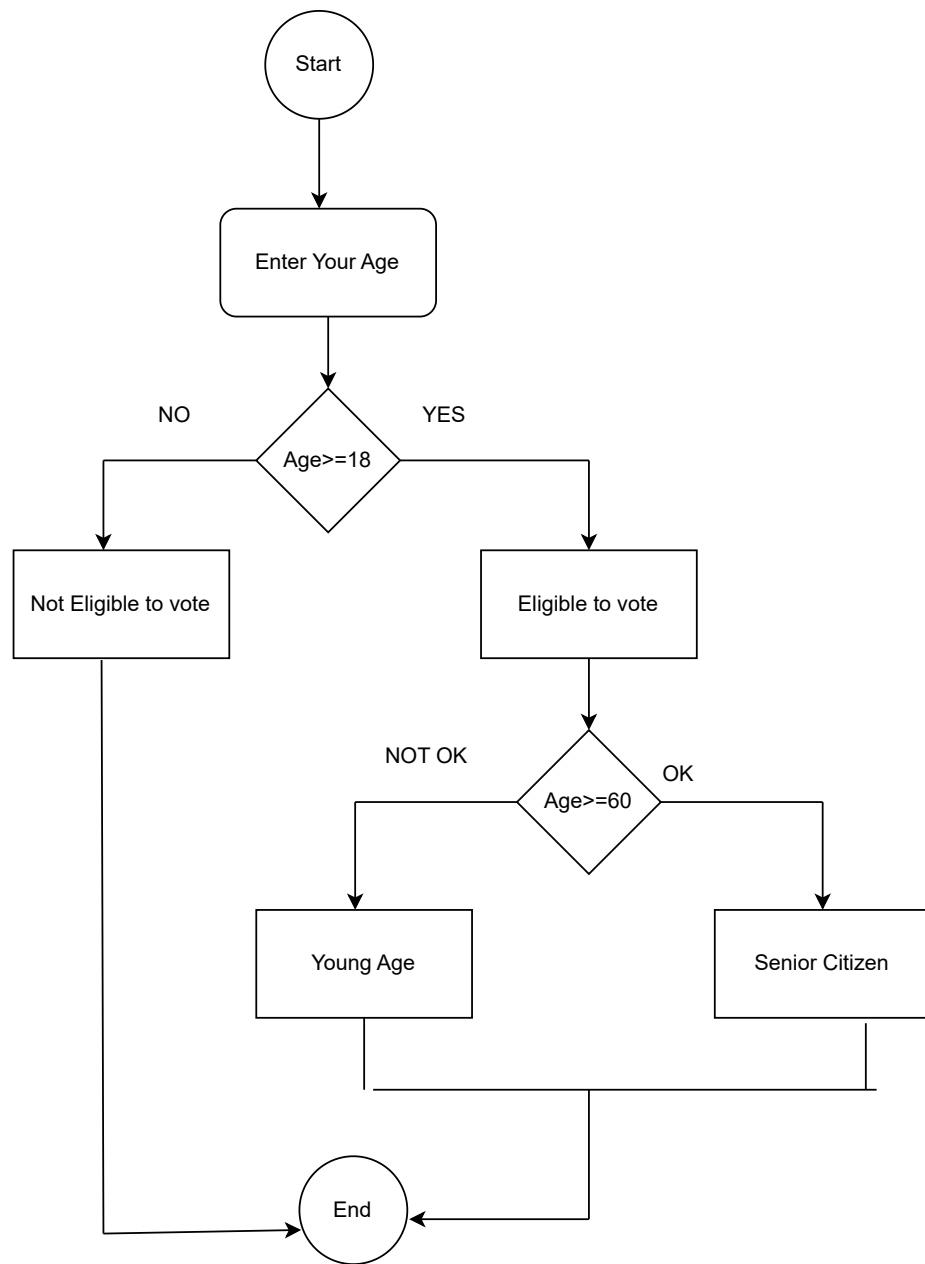 Start
Enter Your Age
NO
YES
Age>=18
Not Eligible to vote
Eligible to vote
NOT OK
OK
Age>=60
Young Age
Senior Citizen
End